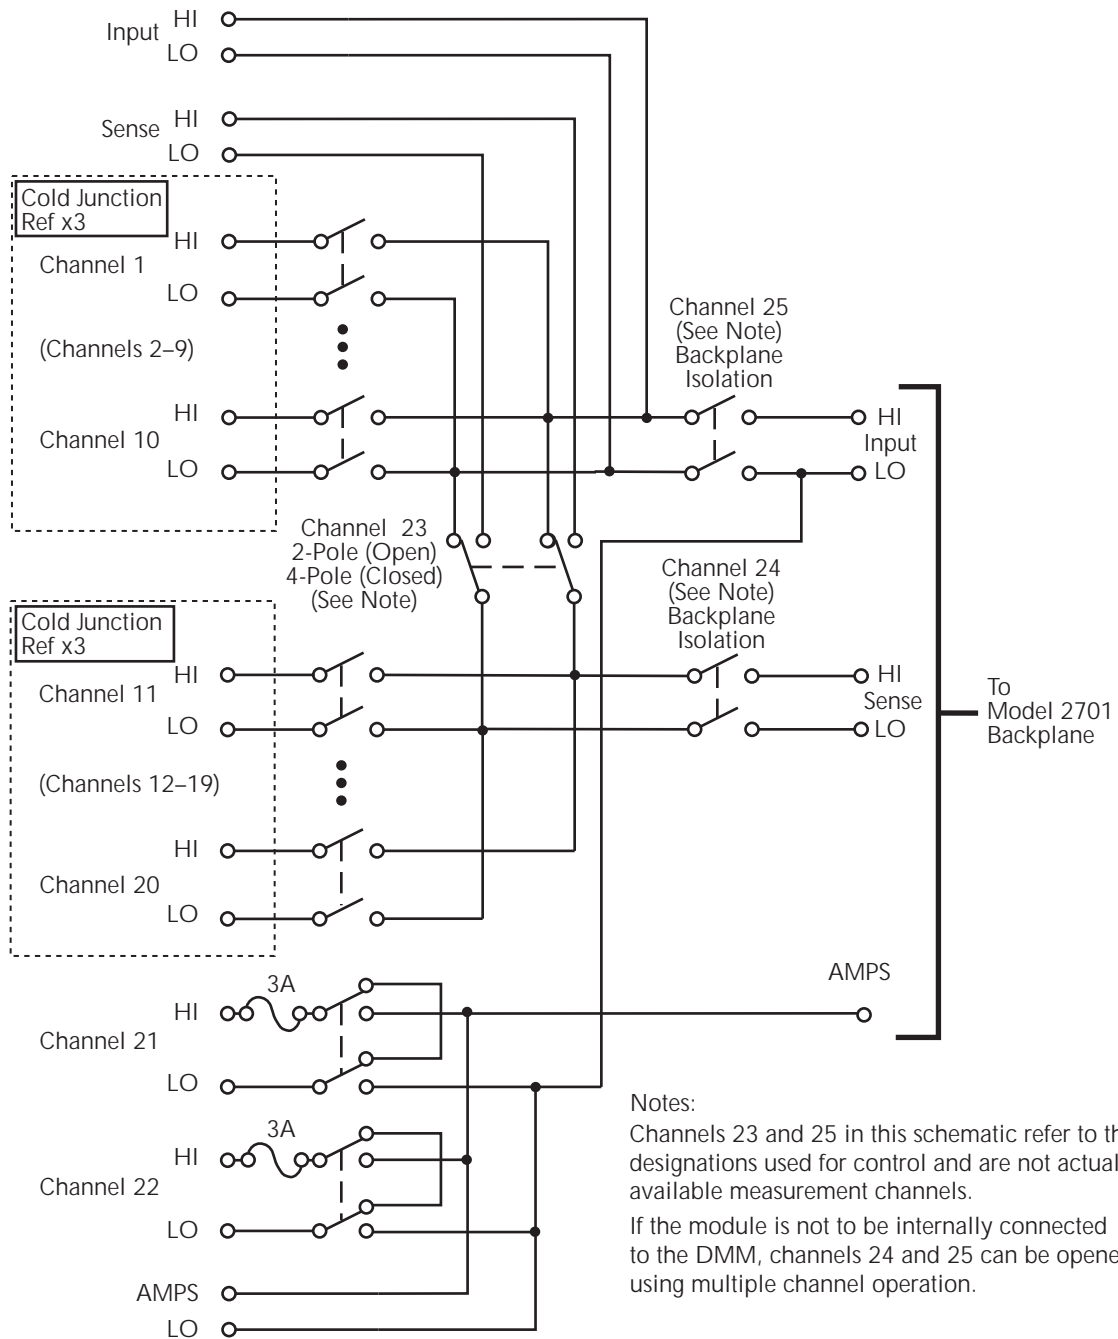 Input HI
LO
Sense HI
LO
Cold Junction
Ref x3
HI
Channel 1
LO
(Channels 2–9)
HI
Channel 10
LO
Channel 25
(See Note)
Backplane
Isolation
HI
Input
LO
Channel 23
2-Pole (Open)
4-Pole (Closed)
(See Note)
Channel 24
(See Note)
Backplane
Isolation
Cold Junction
Ref x3
HI
Channel 11
LO
(Channels 12–19)
HI
Channel 20
LO
HI
Sense
LO
To
Model 2701
Backplane
AMPS
3A
HI
Channel 21
LO
3A
HI
Channel 22
LO
AMPS
LO
Notes:
Channels 23 and 25 in this schematic refer to th
designations used for control and are not actual
available measurement channels.
If the module is not to be internally connected
to the DMM, channels 24 and 25 can be opene
using multiple channel operation.